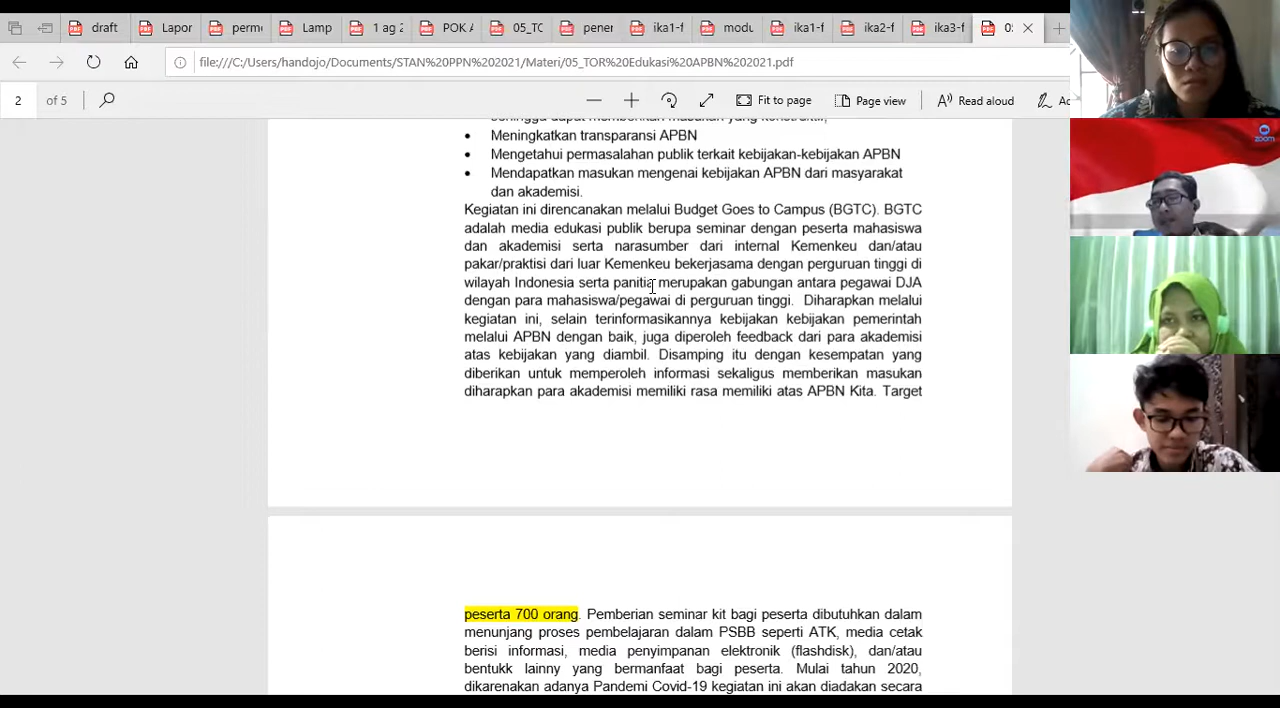 draft
Lapor
perm
Lamp
1 ag 2
POK A
05_TC
pener
ika1-f
modu
ika1-f
ika2-f
ika3-f
file:///C:/Users/handojo/Documents/STAN%20PPN%202021/Materi/05_TOR%20Edukasi%20APBN%202021.pdf
2 of 5
Fit to page
Page view
Read aloud
zoom
sehingga dapat memberikan masukan yang konstruktif;
• Meningkatkan transparansi APBN
• Mengetahui permasalahan publik terkait kebijakan-kebijakan APBN
• Mendapatkan masukan mengenai kebijakan APBN dari masyarakat
dan akademisi.
Kegiatan ini direncanakan melalui Budget Goes to Campus (BGTC). BGTC
adalah media edukasi publik berupa seminar dengan peserta mahasiswa
dan akademisi serta narasumber dari internal Kemenkeu dan/atau
pakar/praktisi dari luar Kemenkeu bekerjasama dengan perguruan tinggi di
wilayah Indonesia serta panitia merupakan gabungan antara pegawai DJA
dengan para mahasiswa/pegawai di perguruan tinggi. Diharapkan melalui
kegiatan ini, selain terinformasikannya kebijakan kebijakan pemerintah
melalui APBN dengan baik, juga diperoleh feedback dari para akademisi
atas kebijakan yang diambil. Disamping itu dengan kesempatan yang
diberikan untuk memperoleh informasi sekaligus memberikan masukan
diharapkan para akademisi memiliki rasa memiliki atas APBN Kita. Target
peserta 700 orang. Pemberian seminar kit bagi peserta dibutuhkan dalam
menunjang proses pembelajaran dalam PSBB seperti ATK, media cetak
berisi informasi, media penyimpanan elektronik (flashdisk), dan/atau
bentukk lainny yang bermanfaat bagi peserta. Mulai tahun 2020,
dikarenakan adanya Pandemi Covid-19 kegiatan ini akan diadakan secara